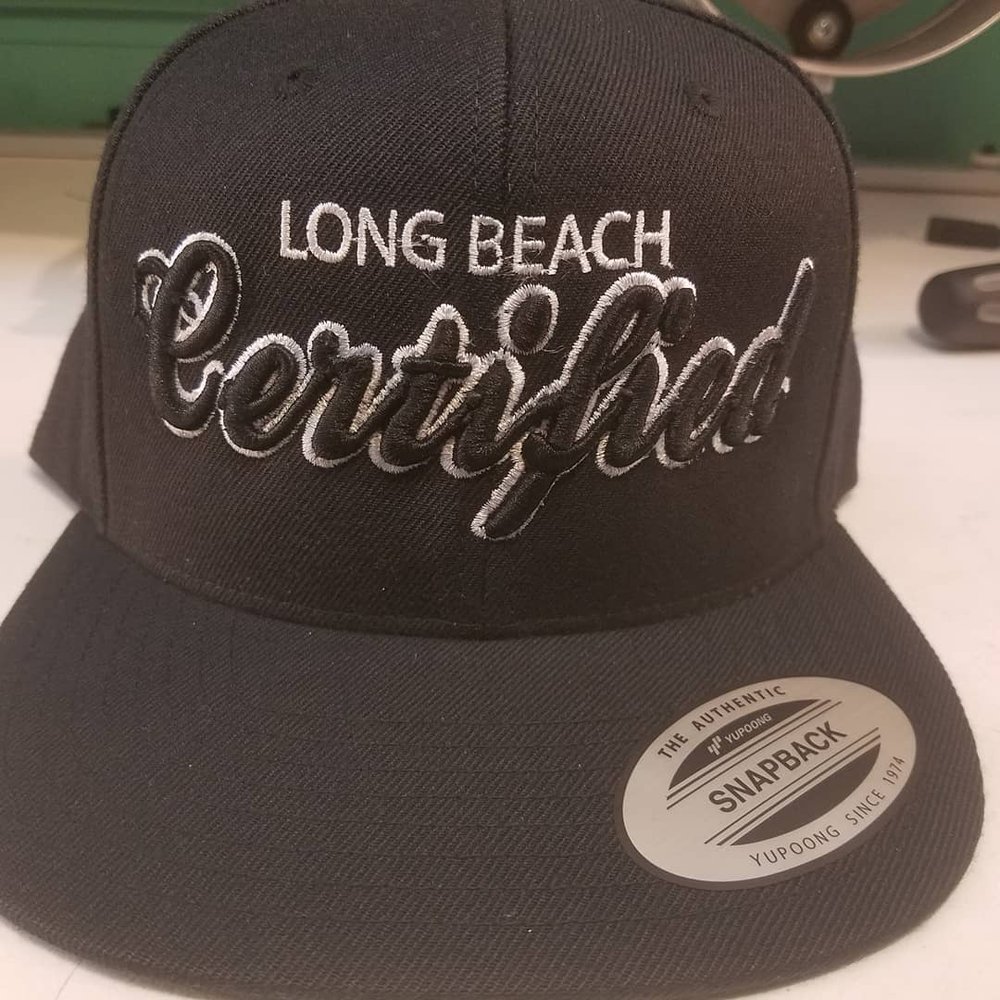 LONG BEACH
Certified
THE AUTHENTIC
YUPOONG
SNAPBACK
YUPOONG SINCE 1974